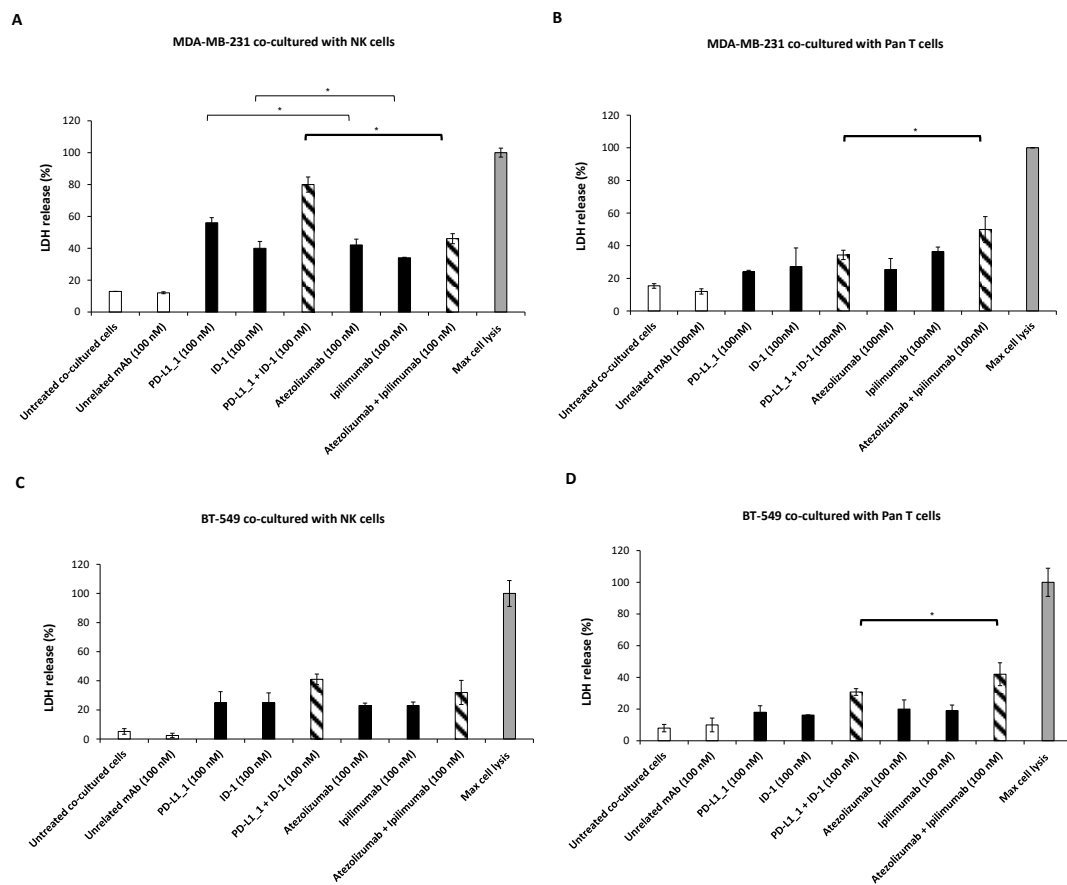 A
MDA-MB-231 co-cultured with NK cells
*
*
*
LDH release (%)
120
100
80
60
40
20
0
Untreated co-cultured cells
Unrelated mAb (100 nM)
PD-L1_1 (100 nM)
ID-1 (100 nM)
PD-L1_1 + ID-1 (100 nM)
Atezolizumab (100 nM)
Ipilimumab (100 nM)
Atezolizumab + Ipilimumab (100 nM)
Max cell lysis
B
MDA-MB-231 co-cultured with Pan T cells
*
LDH release (%)
120
100
80
60
40
20
0
Untreated co-cultured cells
Unrelated mAb (100nM)
PD-L1_1 (100nM)
ID-1 (100nM)
PD-L1_1 + ID-1 (100nM)
Atezolizumab (100nM)
Ipilimumab (100nM)
Atezolizumab + Ipilimumab (100nM)
Max cell lysis
C
BT-549 co-cultured with NK cells
LDH release (%)
120
100
80
60
40
20
0
Untreated co-cultured cells
Unrelated mAb (100 nM)
PD-L1_1 (100 nM)
ID-1 (100 nM)
PD-L1_1 + ID-1 (100 nM)
Atezolizumab (100 nM)
Ipilimumab (100 nM)
Atezolizumab + Ipilimumab (100 nM)
Max cell lysis
D
BT-549 co-cultured with Pan T cells
*
LDH release (%)
120
100
80
60
40
20
0
Untreated co-cultured cells
Unrelated mAb (100 nM)
PD-L1_1 (100 nM)
ID-1 (100 nM)
PD-L1_1 + ID-1 (100 nM)
Atezolizumab (100 nM)
Ipilimumab (100 nM)
Atezolizumab + Ipilimumab (100 nM)
Max cell lysis